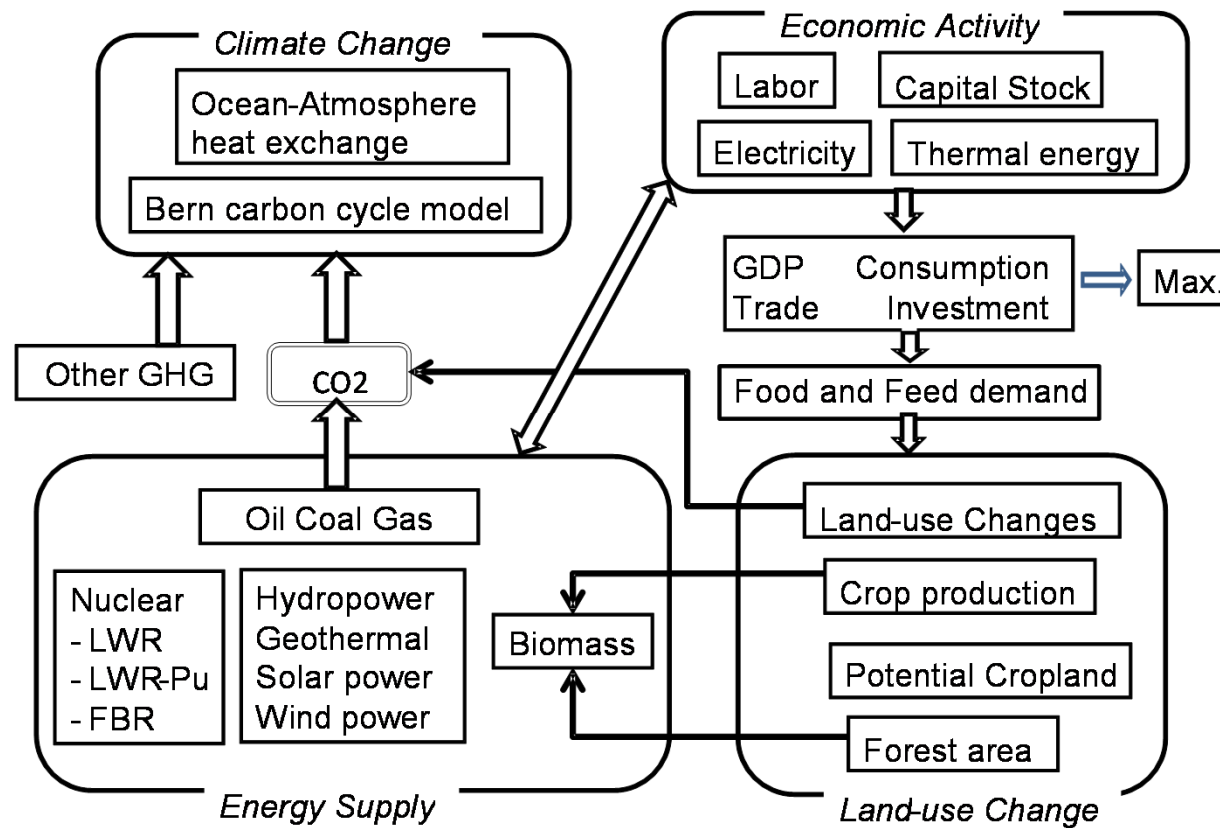 Climate Change
Ocean-Atmosphere
heat exchange
Bern carbon cycle model
Other GHG
CO2
Economic Activity
Labor
Capital Stock
Electricity
Thermal energy
GDP Consumption
Trade Investment
Max.
Food and Feed demand
Oil Coal Gas
Nuclear
- LWR
- LWR-Pu
- FBR
Hydropower
Geothermal
Solar power
Wind power
Biomass
Energy Supply
Land-use Changes
Crop production
Potential Cropland
Forest area
Land-use Change